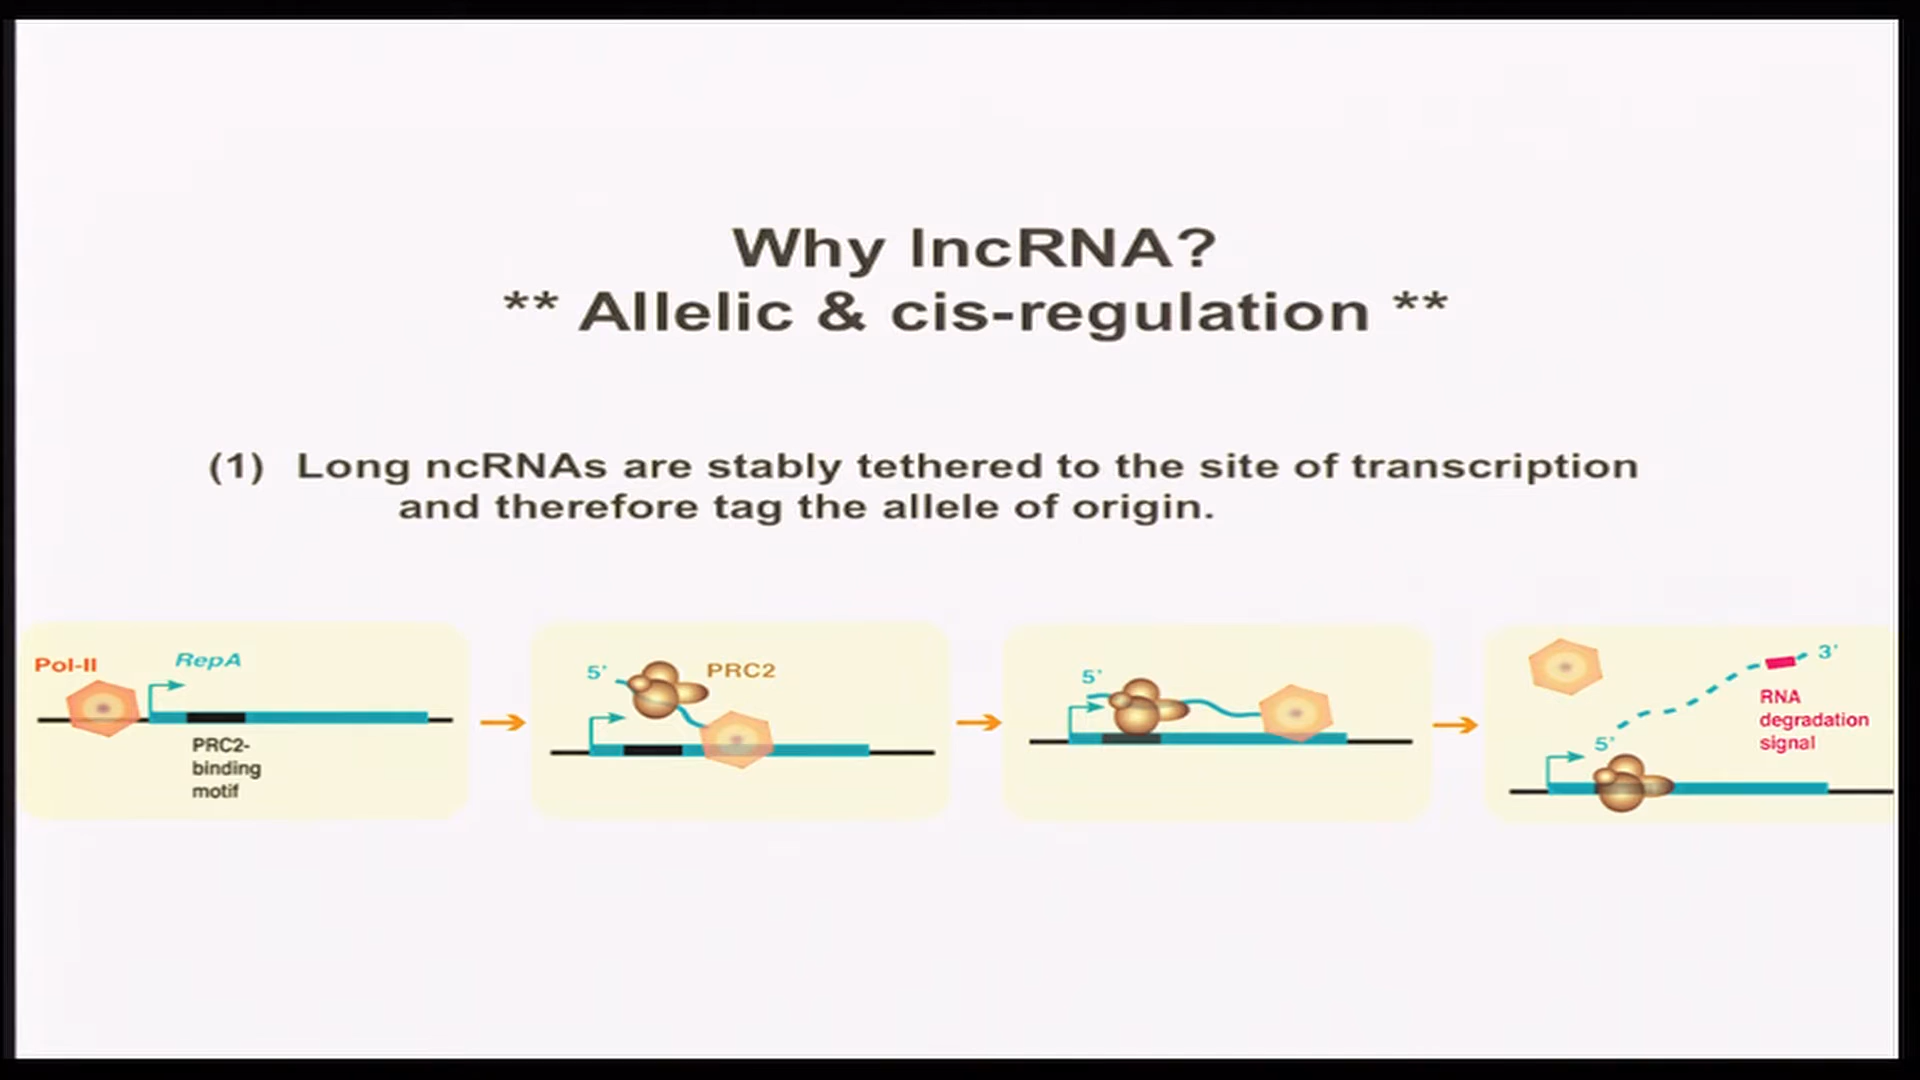 Why lncRNA?
** Allelic & cis-regulation **
(1) Long ncRNAs are stably tethered to the site of transcription
and therefore tag the allele of origin.
Pol-II
RepA
PRC2-
binding
motif
5'
PRC2
5'
3'
RNA
degradation
signal
5'